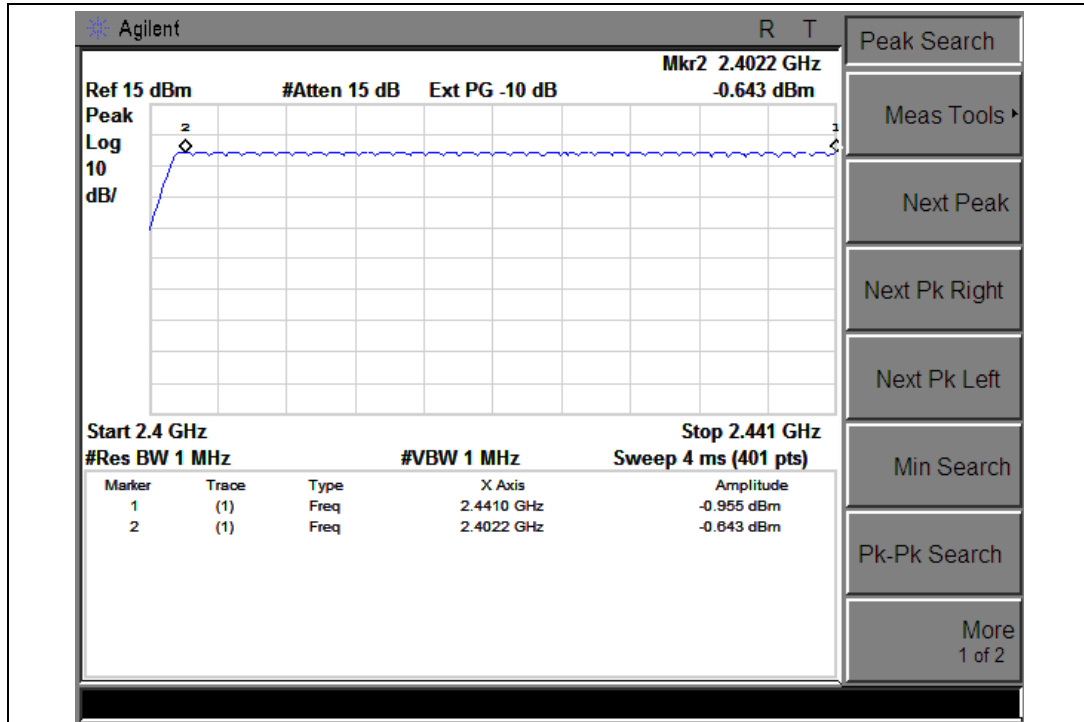 Agilent R T
Mkr2 2.4022 GHz
Ref 15 dBm #Atten 15 dB Ext PG -10 dB -0.643 dBm
Peak
Log
10
dB/
2
1
Start 2.4 GHz Stop 2.441 GHz
#Res BW 1 MHz #VBW 1 MHz Sweep 4 ms (401 pts)
Marker Trace Type X Axis Amplitude
1 (1) Freq 2.4410 GHz -0.955 dBm
2 (1) Freq 2.4022 GHz -0.643 dBm
Peak Search
Meas Tools
Next Peak
Next Pk Right
Next Pk Left
Min Search
Pk-Pk Search
More
1 of 2